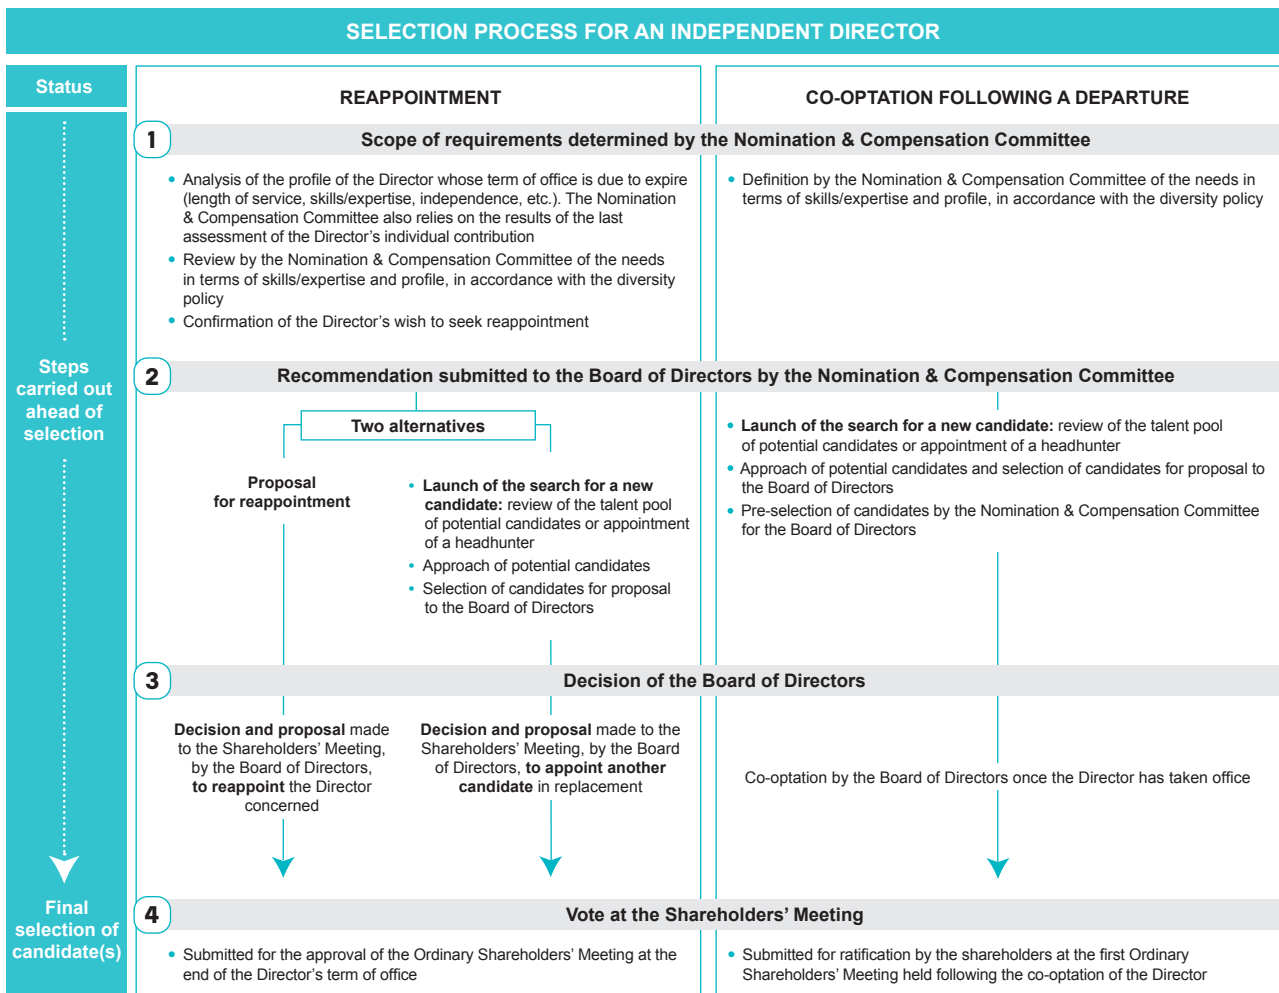 SELECTION PROCESS FOR AN INDEPENDENT DIRECTOR
Status
REAPPOINTMENT
CO-OPTATION FOLLOWING A DEPARTURE
1
Scope of requirements determined by the Nomination & Compensation Committee
• Analysis of the profile of the Director whose term of office is due to expire
(length of service, skills/expertise, independence, etc.). The Nomination
& Compensation Committee also relies on the results of the last
assessment of the Director's individual contribution
• Review by the Nomination & Compensation Committee of the needs
in terms of skills/expertise and profile, in accordance with the diversity
policy
• Confirmation of the Director's wish to seek reappointment
• Definition by the Nomination & Compensation Committee of the needs in
terms of skills/expertise and profile, in accordance with the diversity policy
Steps
carried out
ahead of
selection
2
Recommendation submitted to the Board of Directors by the Nomination & Compensation Committee
Two alternatives
Proposal
for reappointment
• Launch of the search for a new
candidate: review of the talent pool
of potential candidates or appointment
of a headhunter
• Approach of potential candidates
• Selection of candidates for proposal
to the Board of Directors
• Launch of the search for a new candidate: review of the talent pool
of potential candidates or appointment of a headhunter
• Approach of potential candidates and selection of candidates for proposal to
the Board of Directors
• Pre-selection of candidates by the Nomination & Compensation Committee
for the Board of Directors
3
Decision of the Board of Directors
Decision and proposal made
to the Shareholders' Meeting,
by the Board of Directors,
to reappoint the Director
concerned
Decision and proposal made to the
Shareholders' Meeting, by the Board
of Directors, to appoint another
candidate in replacement
Co-optation by the Board of Directors once the Director has taken office
Final
selection of
candidate(s)
4
Vote at the Shareholders' Meeting
• Submitted for the approval of the Ordinary Shareholders' Meeting at the
end of the Director's term of office
• Submitted for ratification by the shareholders at the first Ordinary
Shareholders' Meeting held following the co-optation of the Director